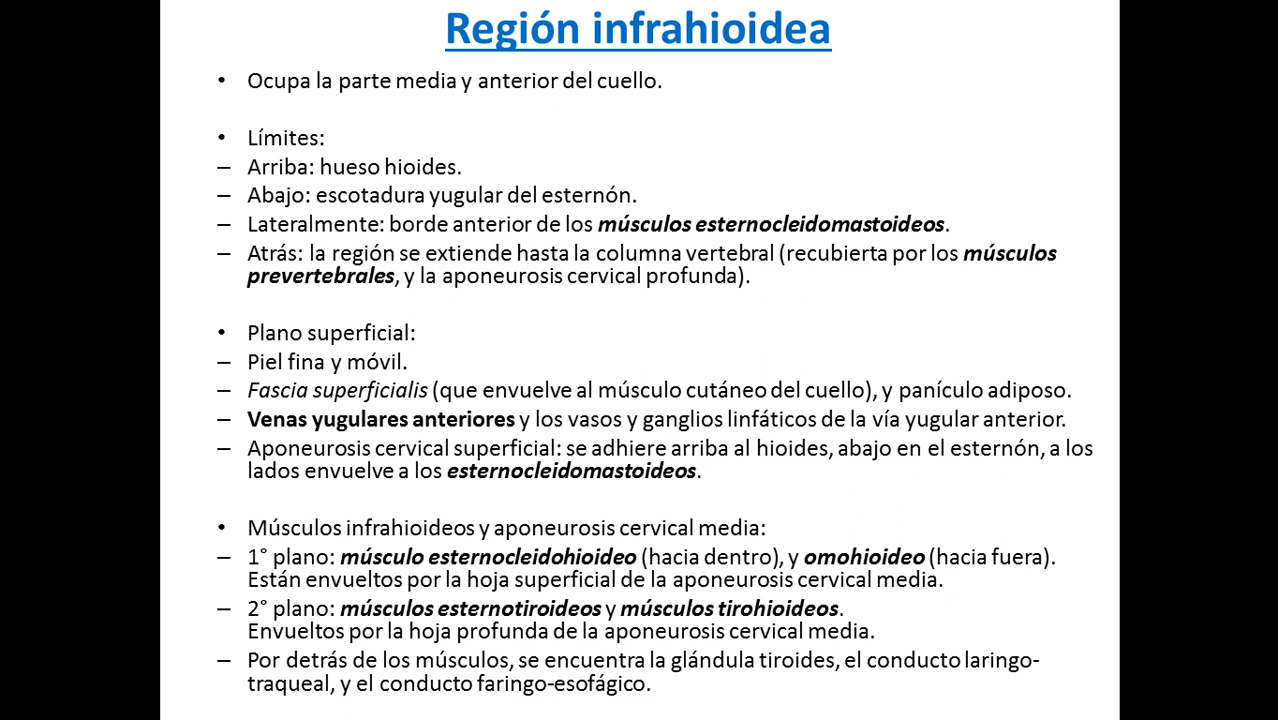 Región infrahioidea
• Ocupa la parte media y anterior del cuello.
• Límites:
– Arriba: hueso hioides.
– Abajo: escotadura yugular del esternón.
– Lateralmente: borde anterior de los músculos esternocleidomastoideos.
– Atrás: la región se extiende hasta la columna vertebral (recubierta por los músculos
prevertebrales, y la aponeurosis cervical profunda).
• Plano superficial:
– Piel fina y móvil.
– Fascia superficialis (que envuelve al músculo cutáneo del cuello), y panículo adiposo.
– Venas yugulares anteriores y los vasos y ganglios linfáticos de la vía yugular anterior.
– Aponeurosis cervical superficial: se adhiere arriba al hioides, abajo en el esternón, a los
lados envuelve a los esternocleidomastoideos.
• Músculos infrahioideos y aponeurosis cervical media:
– 1° plano: músculo esternocleidohioideo (hacia dentro), y omohioideo (hacia fuera).
Están envueltos por la hoja superficial de la aponeurosis cervical media.
– 2° plano: músculos esternotiroideos y músculos tirohioideos.
Envueltos por la hoja profunda de la aponeurosis cervical media.
– Por detrás de los músculos, se encuentra la glándula tiroides, el conducto laringo-
traqueal, y el conducto faringo-esofágico.